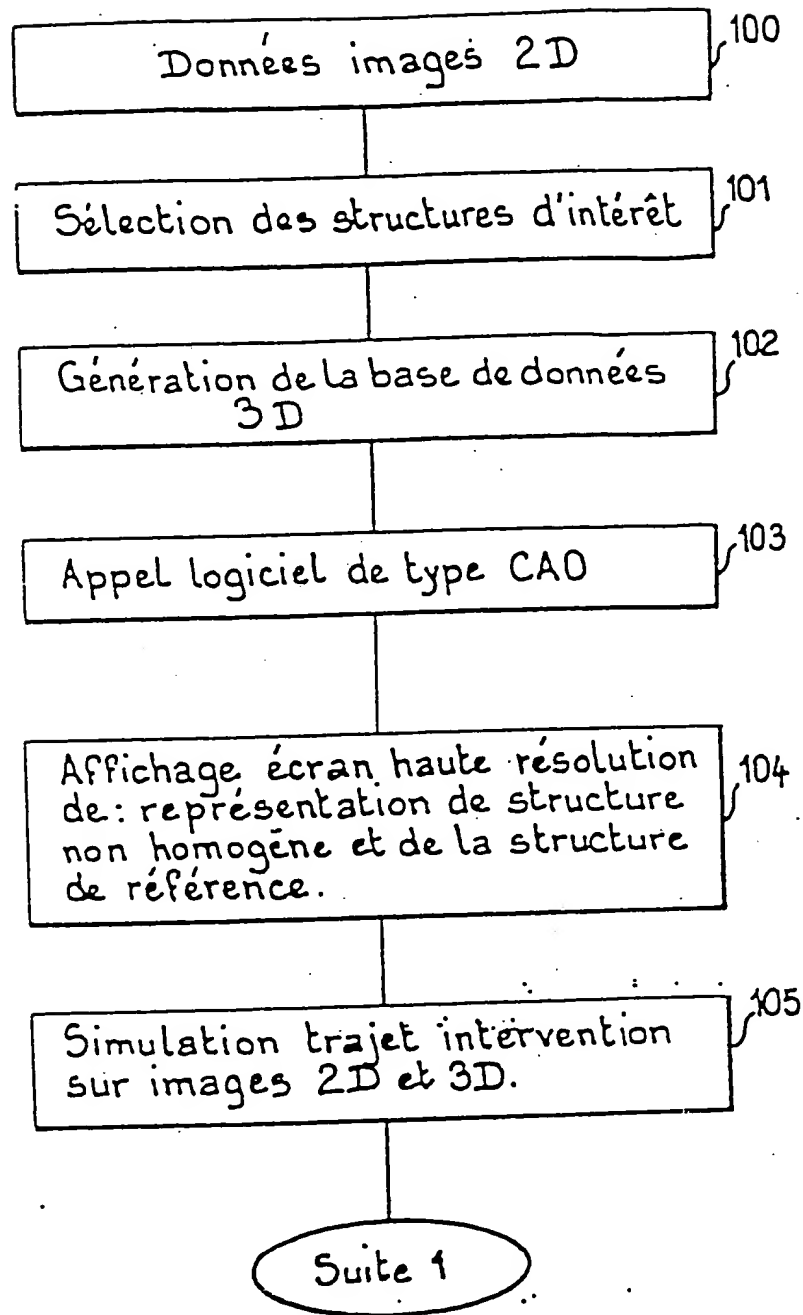 100
Données images 2D
101
Sélection des structures d'intérêt
102
Génération de la base de données
3D
103
Appel logiciel de type CAO
104
Affichage écran haute résolution
de: représentation de structure
non homogène et de la structure
de référence.
105
Simulation trajet intervention
sur images 2D et 3D.
Suite 1